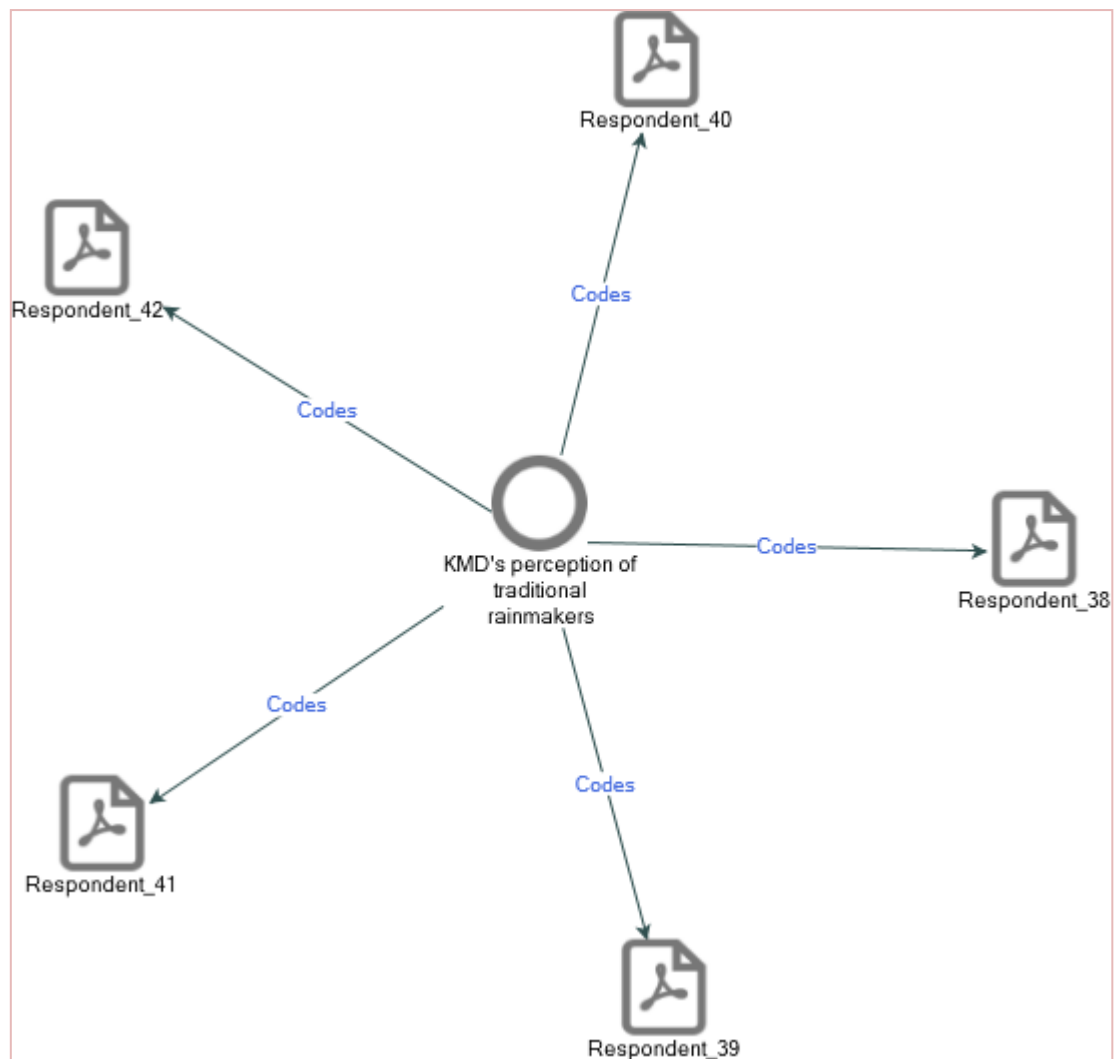 Respondent_40
Codes
Respondent_42
Codes
KMD's perception of
traditional
rainmakers
Codes
Respondent_38
Codes
Respondent_41
Codes
Respondent_39